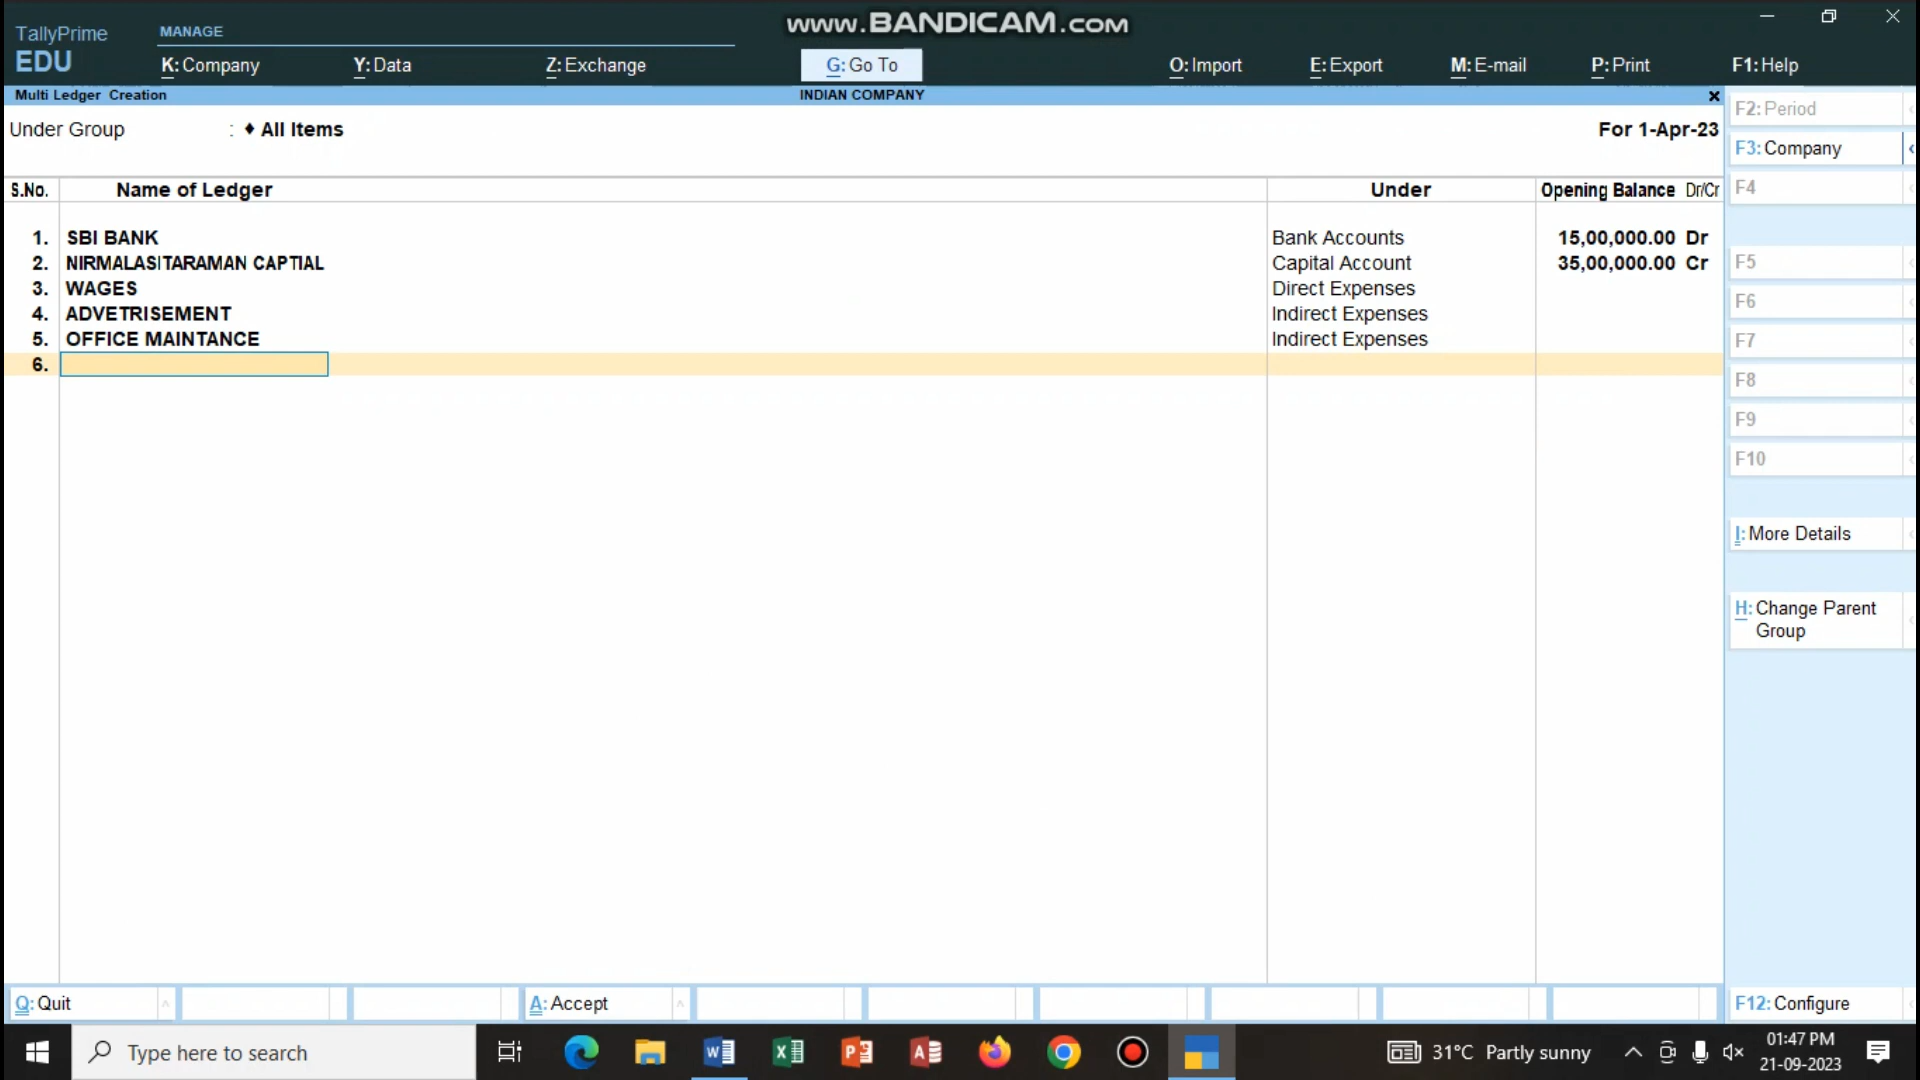 www.BANDICAM.com
TallyPrime
EDU
MANAGE
K: Company
Y: Data
Z: Exchange
G: Go To
O: Import
E: Export
M: E-mail
P: Print
F1: Help
Multi Ledger Creation
INDIAN COMPANY
Under Group : ♦ All Items
For 1-Apr-23
S.No. Name of Ledger Under Opening Balance Dr/Cr
1. SBI BANK Bank Accounts 15,00,000.00 Dr
2. NIRMALASITARAMAN CAPTIAL Capital Account 35,00,000.00 Cr
3. WAGES Direct Expenses
4. ADVETRISEMENT Indirect Expenses
5. OFFICE MAINTANCE Indirect Expenses
6.
F2: Period
F3: Company
F4
F5
F6
F7
F8
F9
F10
I: More Details
H: Change Parent
Group
Q: Quit
A: Accept
F12: Configure
Type here to search
31°C Partly sunny
01:47 PM
21-09-2023